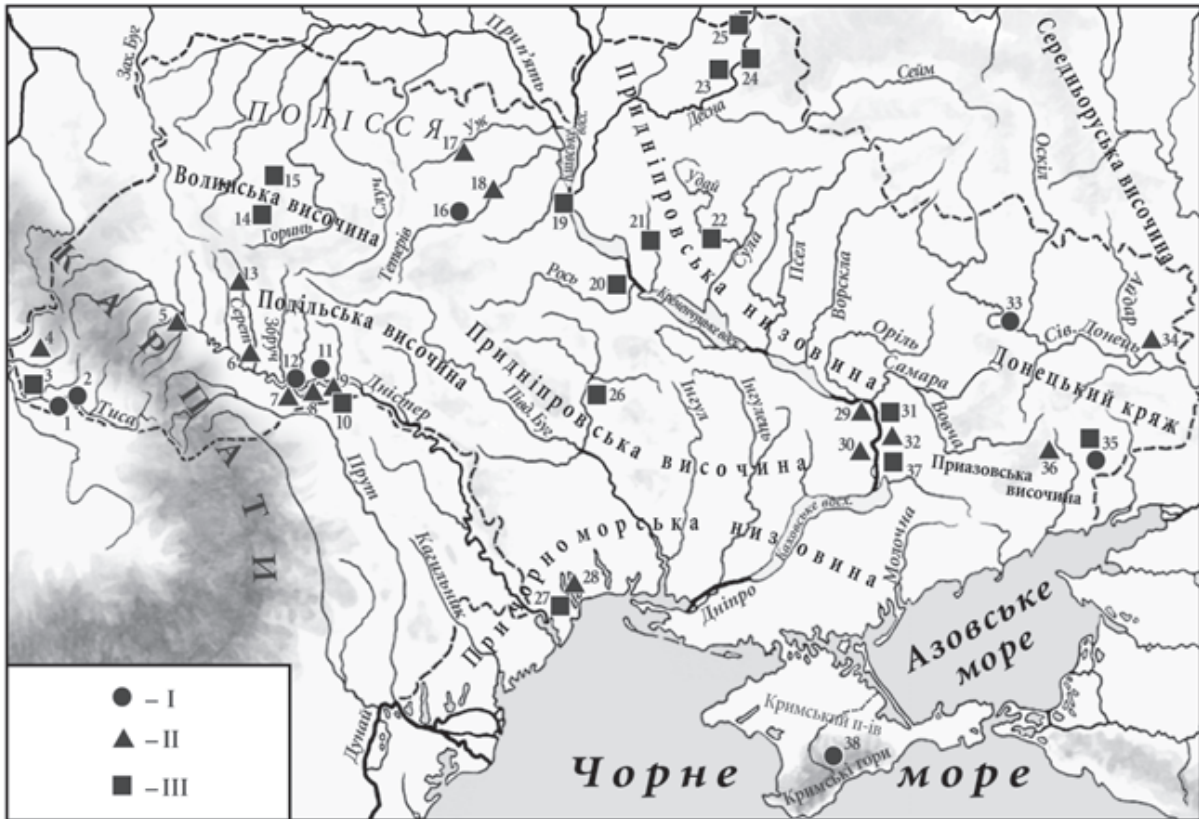 Зах. Буг
Прип'ять
25
23
24
Сейм
Десна
Середньоруська височина
Оскіл
ПОЛІССЯ
17
Уж
Київське вдсх.
Придніпровська низовина
Волинська височина
15
14
Горинь
Случ
16
18
Тетерів
19
Удай
21
22
Сула
Псел
Ворскла
Айдар
КАРПАТИ
13
Серет
Збруч
Подільська височина
Рось
20
Кременчуцьке вдсх.
33
Сів. Донець
34
5
4
3
2
1
Тиса
6
12
11
7
8
9
10
Дністер
Придніпровська височина
Півд. Буг
26
Інгул
Інгулець
Оріль
Самара
Вовча
Донецький кряж
29
31
30
32
37
36
35
Приазовська
височина
Прут
Кагильник
Причорноморська низовина
Каховське вдсх.
Молочна
28
27
Дніпро
Азовське
море
Дунай
Кримський п-ів
38
Кримські гори
Чорне море
– I
– II
– III